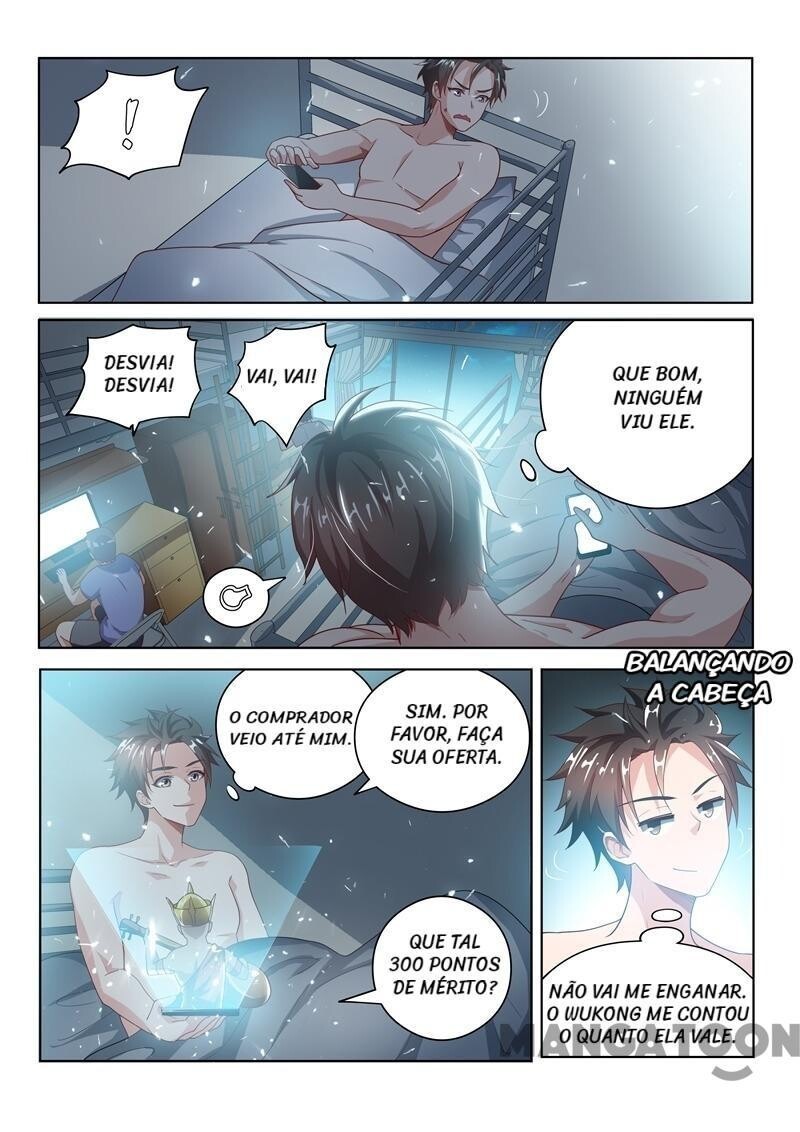 !
DESVIA!
DESVIA!
VAI, VAI!
QUE BOM,
NINGUÉM
VIU ELE.
O COMPRADOR
VEIO ATÉ MIM.
SIM. POR
FAVOR, FAÇA
SUA OFERTA.
QUE TAL
300 PONTOS
DE MÉRITO?
BALANÇANDO
A CABEÇA
NÃO VAI ME ENGANAR.
O WUKONG ME CONTOU
O QUANTO ELA VALE.
MANGATOON